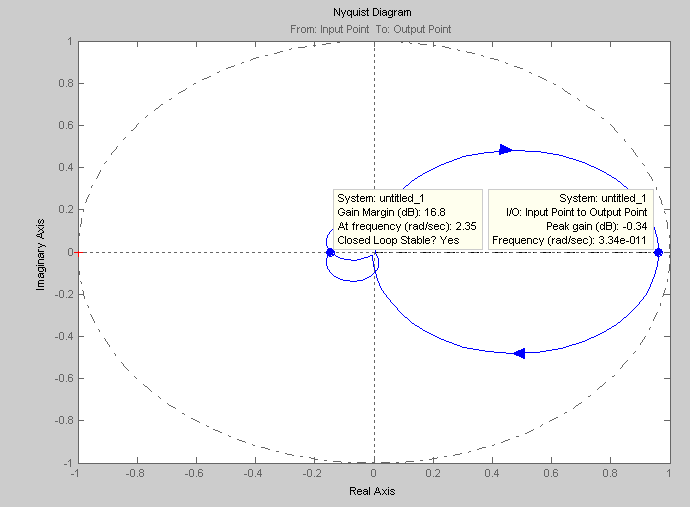 Nyquist Diagram
From: Input Point To: Output Point
1
0.8
0.6
0.4
0.2
0
-0.2
-0.4
-0.6
-0.8
-1
Imaginary Axis
System: untitled_1
Gain Margin (dB): 16.8
At frequency (rad/sec): 2.35
Closed Loop Stable? Yes
System: untitled_1
I/O: Input Point to Output Point
Peak gain (dB): -0.34
Frequency (rad/sec): 3.34e-011
-1
-0.8
-0.6
-0.4
-0.2
0
0.2
0.4
0.6
0.8
1
Real Axis